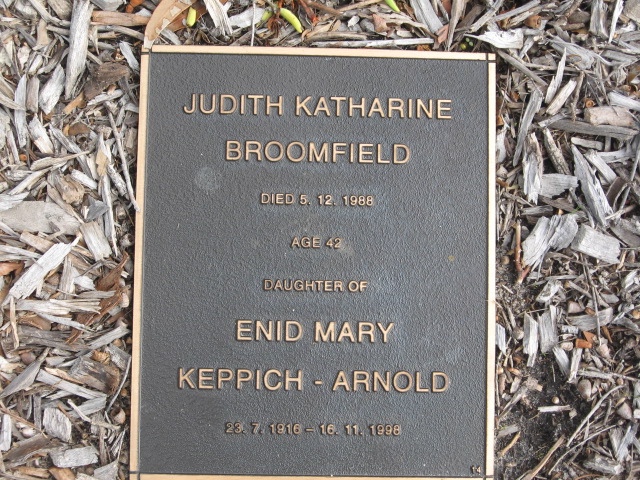 JUDITH KATHARINE
BROOMFIELD
DIED 5. 12. 1988
AGE 42
DAUGHTER OF
ENID MARY
KEPPICH - ARNOLD
23. 7. 1916 – 16. 11. 1998
14